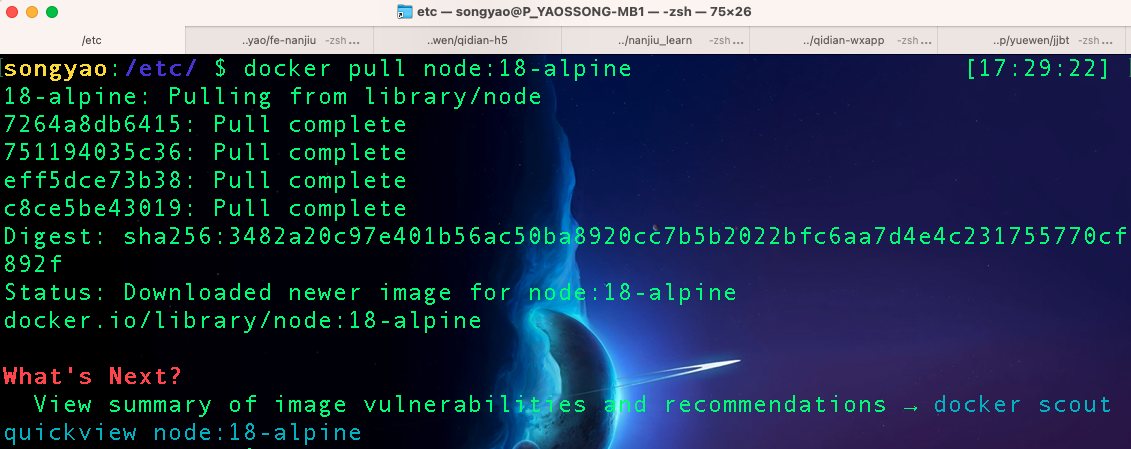 etc — songyao@P_YAOSSONG-MB1 — -zsh — 75×26
/etc ..yao/fe-nanjiu -zsh... ..wen/qidian-h5 ../nanjiu_learn -zsh... ../qidian-wxapp -zsh... ..p/yuewen/jjbt -zsh...
songyao:/etc/ $ docker pull node:18-alpine [17:29:22]
18-alpine: Pulling from library/node
7264a8db6415: Pull complete
751194035c36: Pull complete
eff5dce73b38: Pull complete
c8ce5be43019: Pull complete
Digest: sha256:3482a20c97e401b56ac50ba8920cc7b5b2022bfc6aa7d4e4c231755770cf
892f
Status: Downloaded newer image for node:18-alpine
docker.io/library/node:18-alpine
What's Next?
View summary of image vulnerabilities and recommendations → docker scout
quickview node:18-alpine